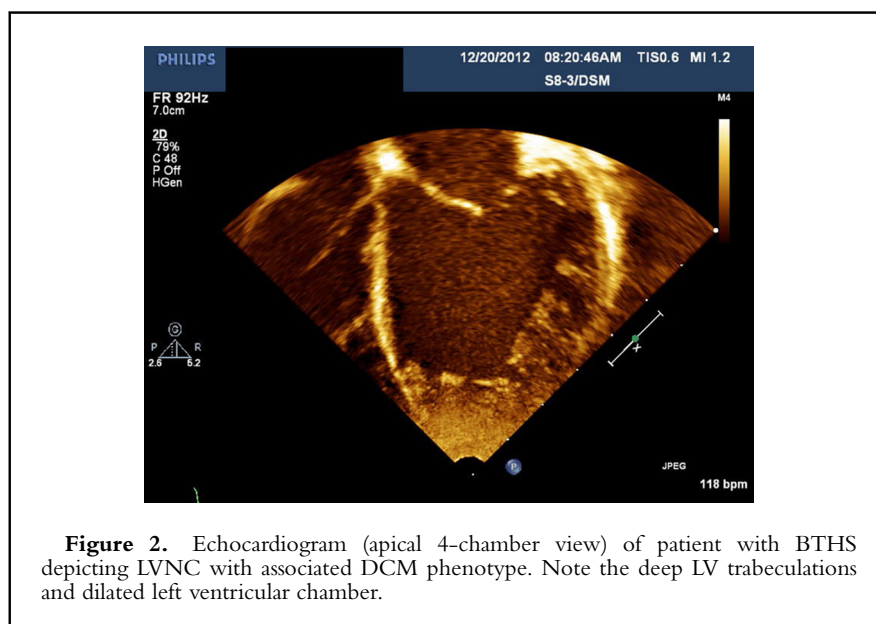 PHILIPS
12/20/2012 08:20:46AM TIS0.6 MI 1.2
S8-3/DSM
FR 92Hz
7.0cm
M4
2D
79%
C 48
P Off
HGen
G
P R
2.6 5.2
X
P
JPEG
118 bpm
Figure 2. Echocardiogram (apical 4-chamber view) of patient with BTHS
depicting LVNC with associated DCM phenotype. Note the deep LV trabeculations
and dilated left ventricular chamber.